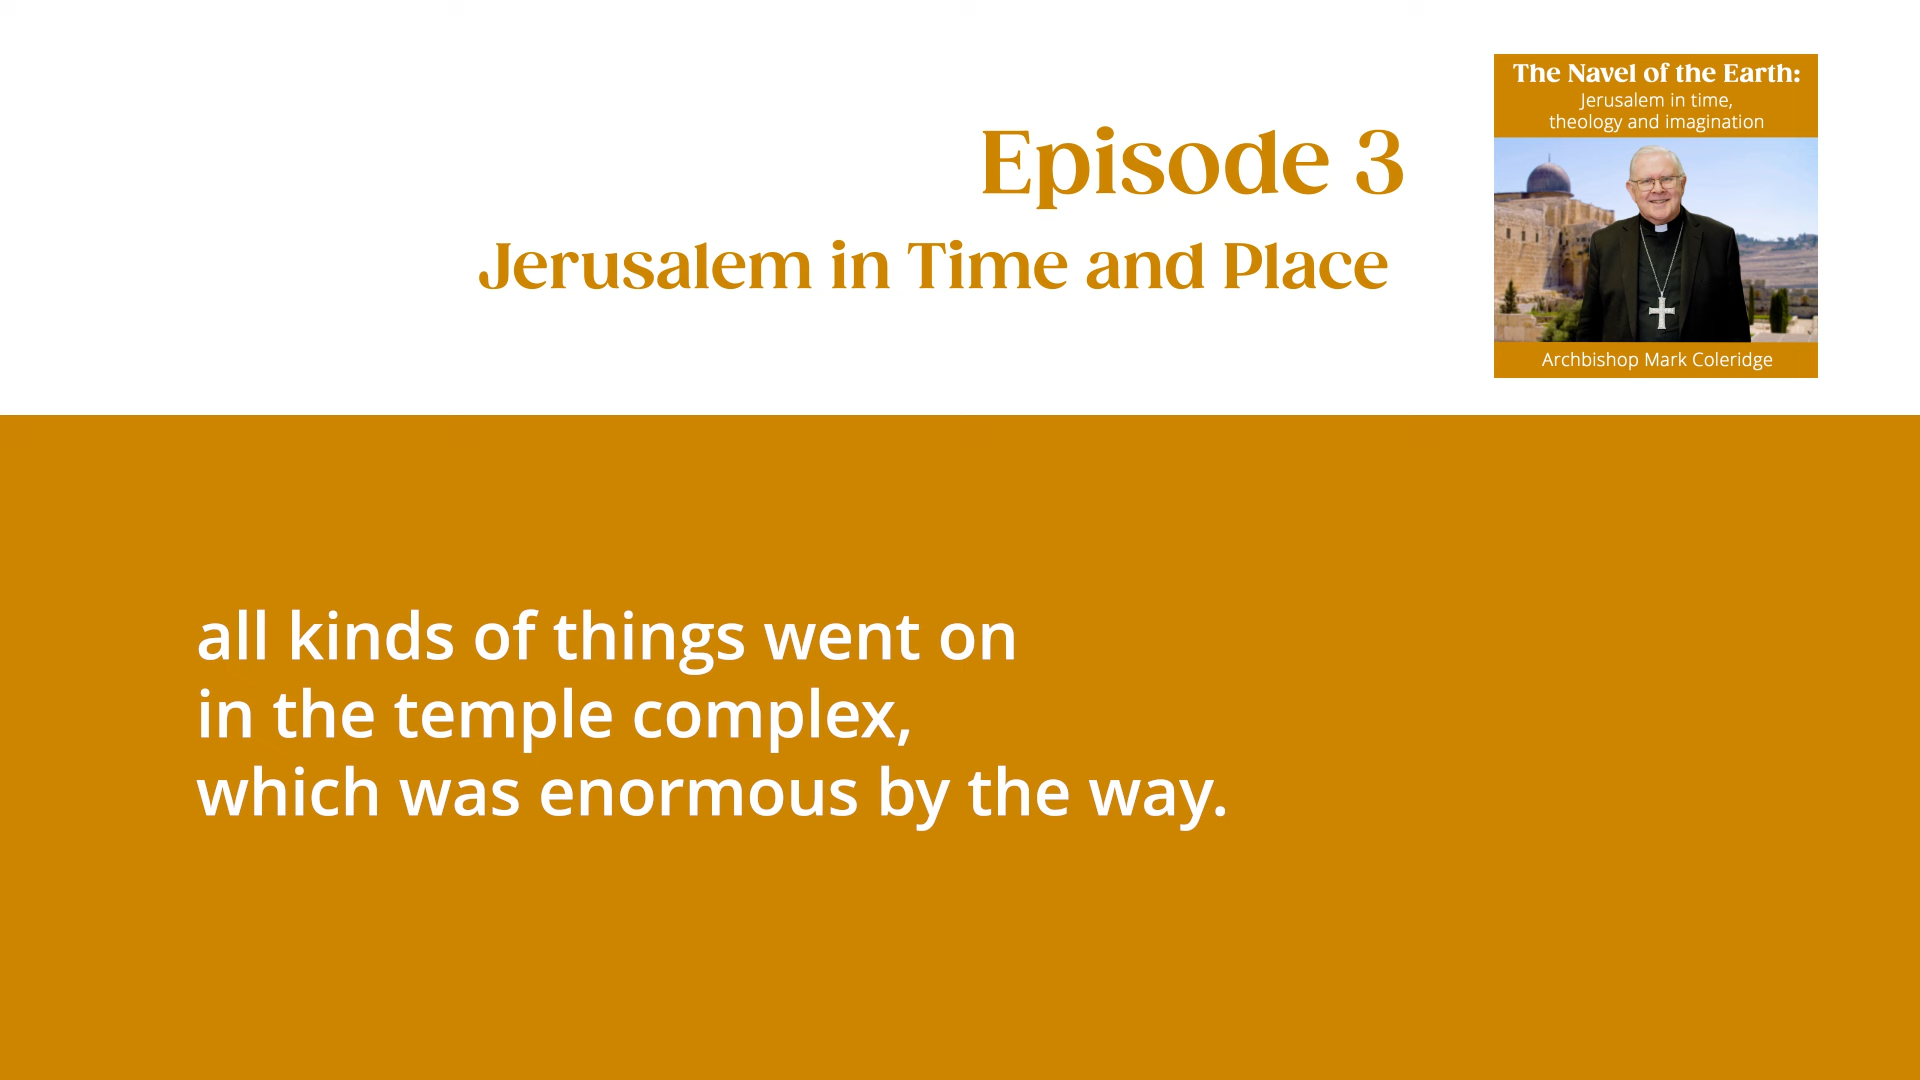 Episode 3
Jerusalem in Time and Place
The Navel of the Earth:
Jerusalem in time,
theology and imagination
Archbishop Mark Coleridge
all kinds of things went on
in the temple complex,
which was enormous by the way.